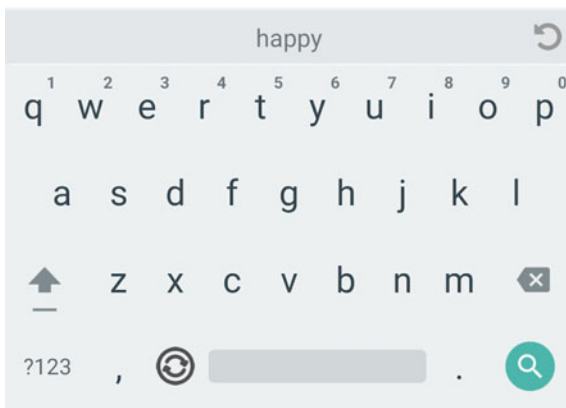 happy
1 2 3 4 5 6 7 8 9 0
q w e r t y u i o p
a s d f g h j k l
z x c v b n m
?123 , .